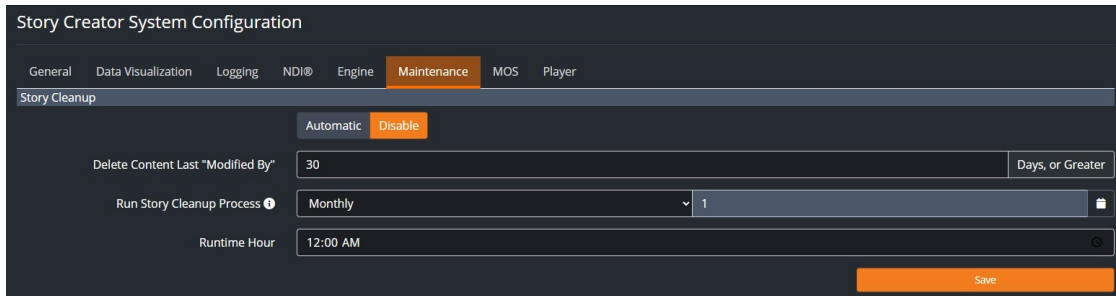 Story Creator System Configuration
General Data Visualization Logging NDI® Engine Maintenance MOS Player
Story Cleanup
Automatic Disable
Delete Content Last "Modified By" 30 Days, or Greater
Run Story Cleanup Process Monthly 1
Runtime Hour 12:00 AM
Save